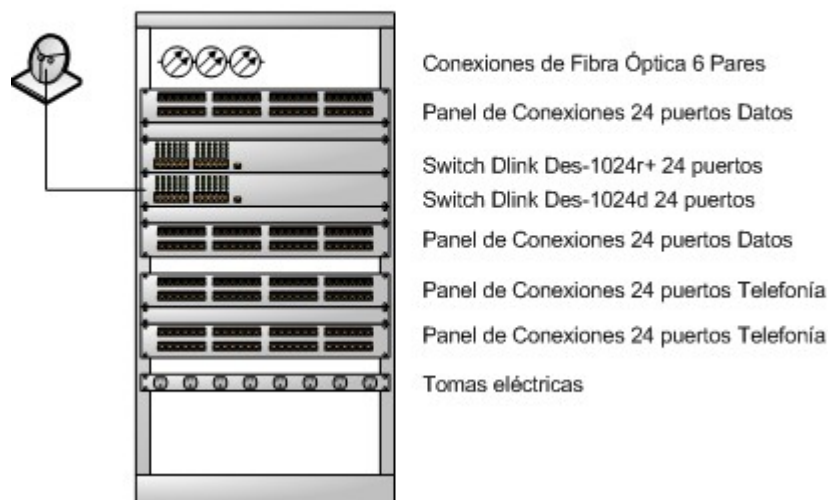 Conexiones de Fibra Óptica 6 Pares
Panel de Conexiones 24 puertos Datos
Switch Dlink Des-1024r+ 24 puertos
Switch Dlink Des-1024d 24 puertos
Panel de Conexiones 24 puertos Datos
Panel de Conexiones 24 puertos Telefonía
Panel de Conexiones 24 puertos Telefonía
Tomas eléctricas